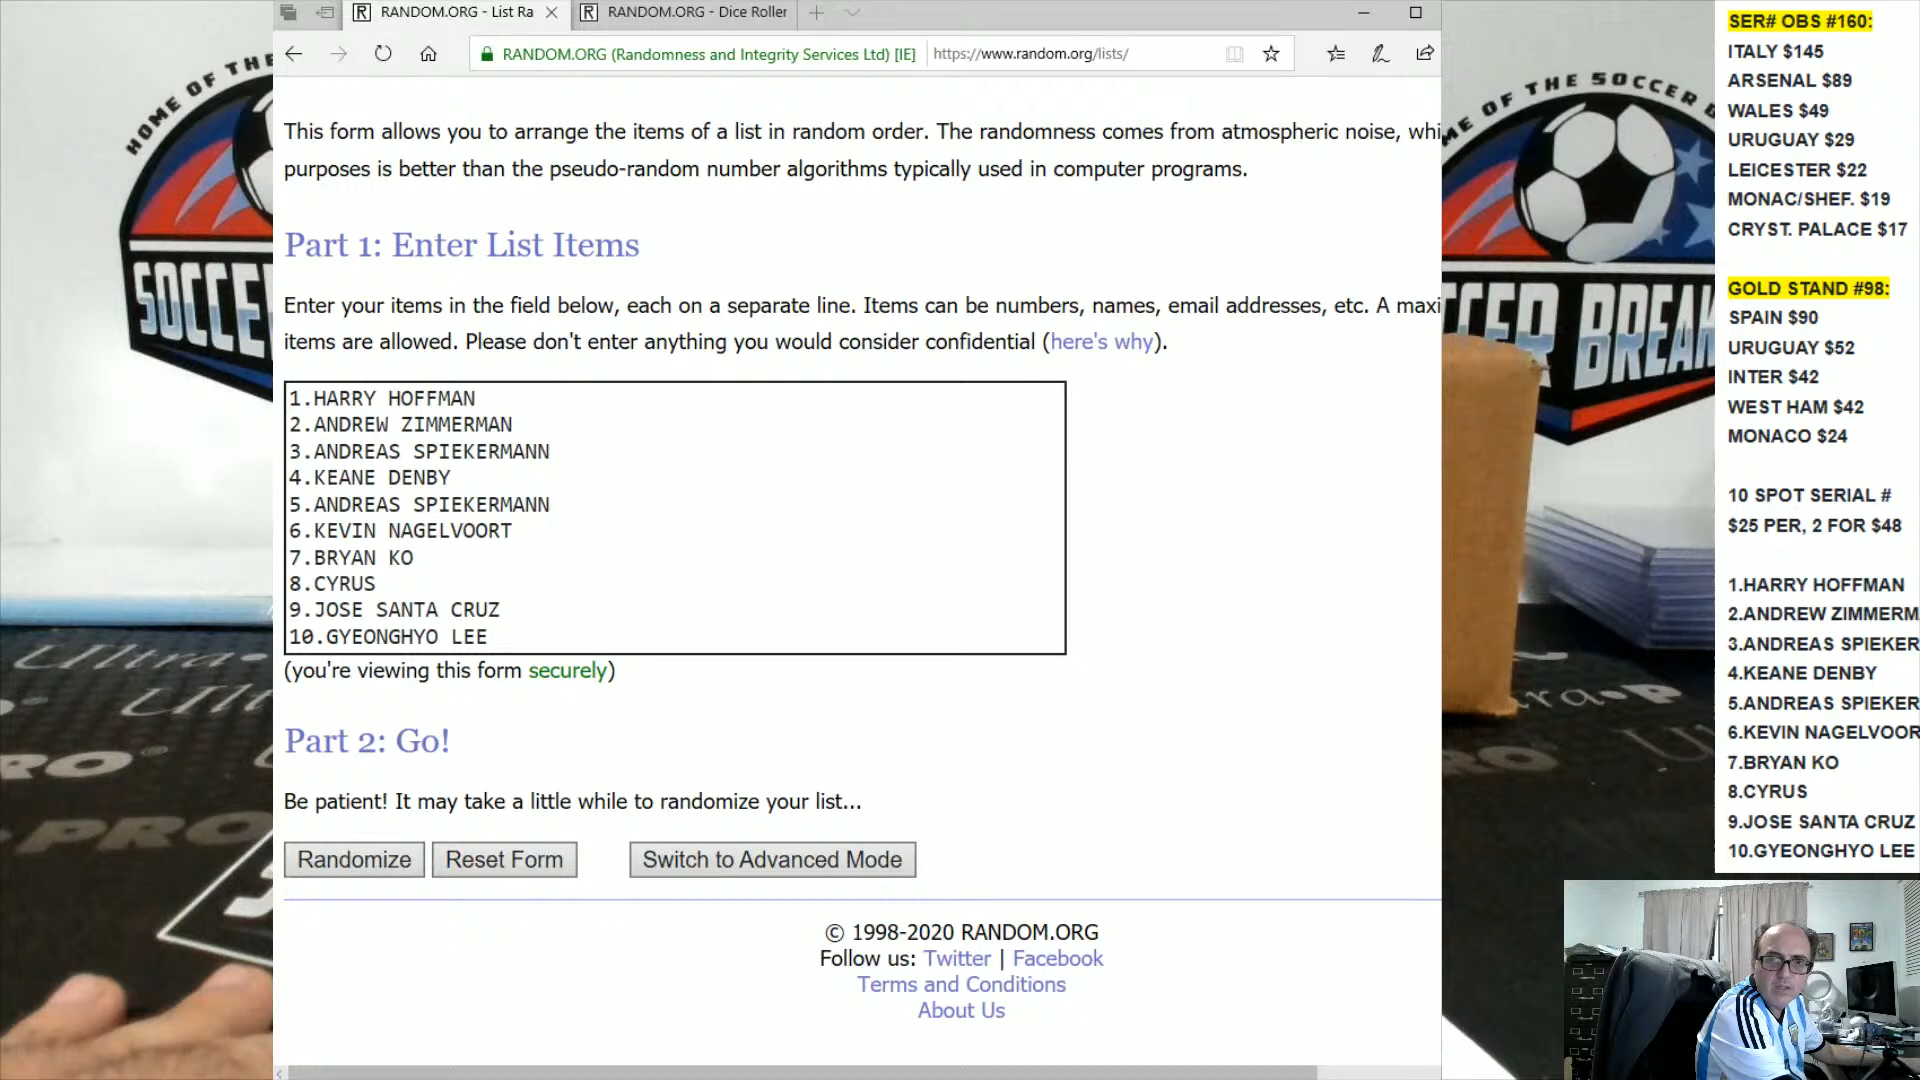 RANDOM.ORG - List Ra
RANDOM.ORG - Dice Roller
RANDOM.ORG (Randomness and Integrity Services Ltd) [IE]
https://www.random.org/lists/
This form allows you to arrange the items of a list in random order. The randomness comes from atmospheric noise, whi
purposes is better than the pseudo-random number algorithms typically used in computer programs.
Part 1: Enter List Items
Enter your items in the field below, each on a separate line. Items can be numbers, names, email addresses, etc. A maxi
items are allowed. Please don't enter anything you would consider confidential (here's why).
1.HARRY HOFFMAN
2.ANDREW ZIMMERMAN
3.ANDREAS SPIEKERMANN
4.KEANE DENBY
5.ANDREAS SPIEKERMANN
6.KEVIN NAGELVOORT
7.BRYAN KO
8.CYRUS
9.JOSE SANTA CRUZ
10.GYEONGHYO LEE
(you're viewing this form securely)
Part 2: Go!
Be patient! It may take a little while to randomize your list...
Randomize
Reset Form
Switch to Advanced Mode
© 1998-2020 RANDOM.ORG
Follow us: Twitter | Facebook
Terms and Conditions
About Us
SER# OBS #160:
ITALY $145
ARSENAL $89
WALES $49
URUGUAY $29
LEICESTER $22
MONAC/SHEF. $19
CRYST. PALACE $17
GOLD STAND #98:
SPAIN $90
URUGUAY $52
INTER $42
WEST HAM $42
MONACO $24
10 SPOT SERIAL #
$25 PER, 2 FOR $48
1.HARRY HOFFMAN
2.ANDREW ZIMMERM
3.ANDREAS SPIEKER
4.KEANE DENBY
5.ANDREAS SPIEKER
6.KEVIN NAGELVOOR
7.BRYAN KO
8.CYRUS
9.JOSE SANTA CRUZ
10.GYEONGHYO LEE
HOME OF THE
SOCCE
ME OF THE SOCCER
CER BREAK
Ultra
PRO